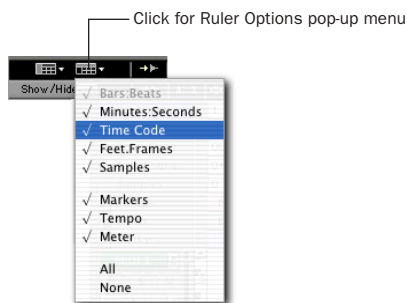 Click for Ruler Options pop-up menu
Show/Hide
√ Bars:Beats
√ Minutes:Seconds
√ Time Code
√ Feet.Frames
√ Samples
√ Markers
√ Tempo
√ Meter
All
None